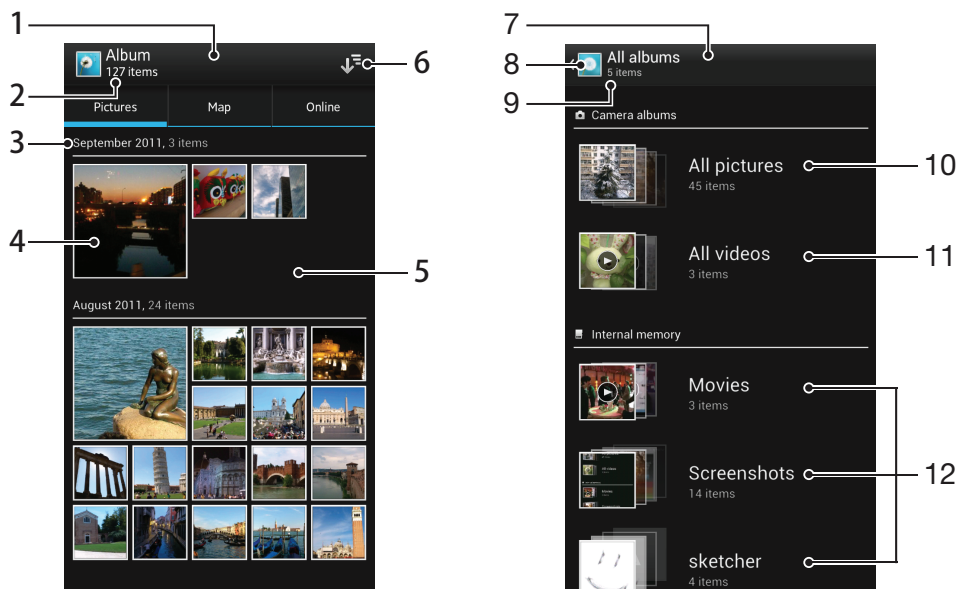 1
2
3
4
5
6
Album
127 items
Pictures
Map
Online
September 2011, 3 items
August 2011, 24 items
7
8
9
10
11
12
All albums
5 items
Camera albums
All pictures
45 items
All videos
3 items
Internal memory
Movies
3 items
Screenshots
14 items
sketcher
4 items